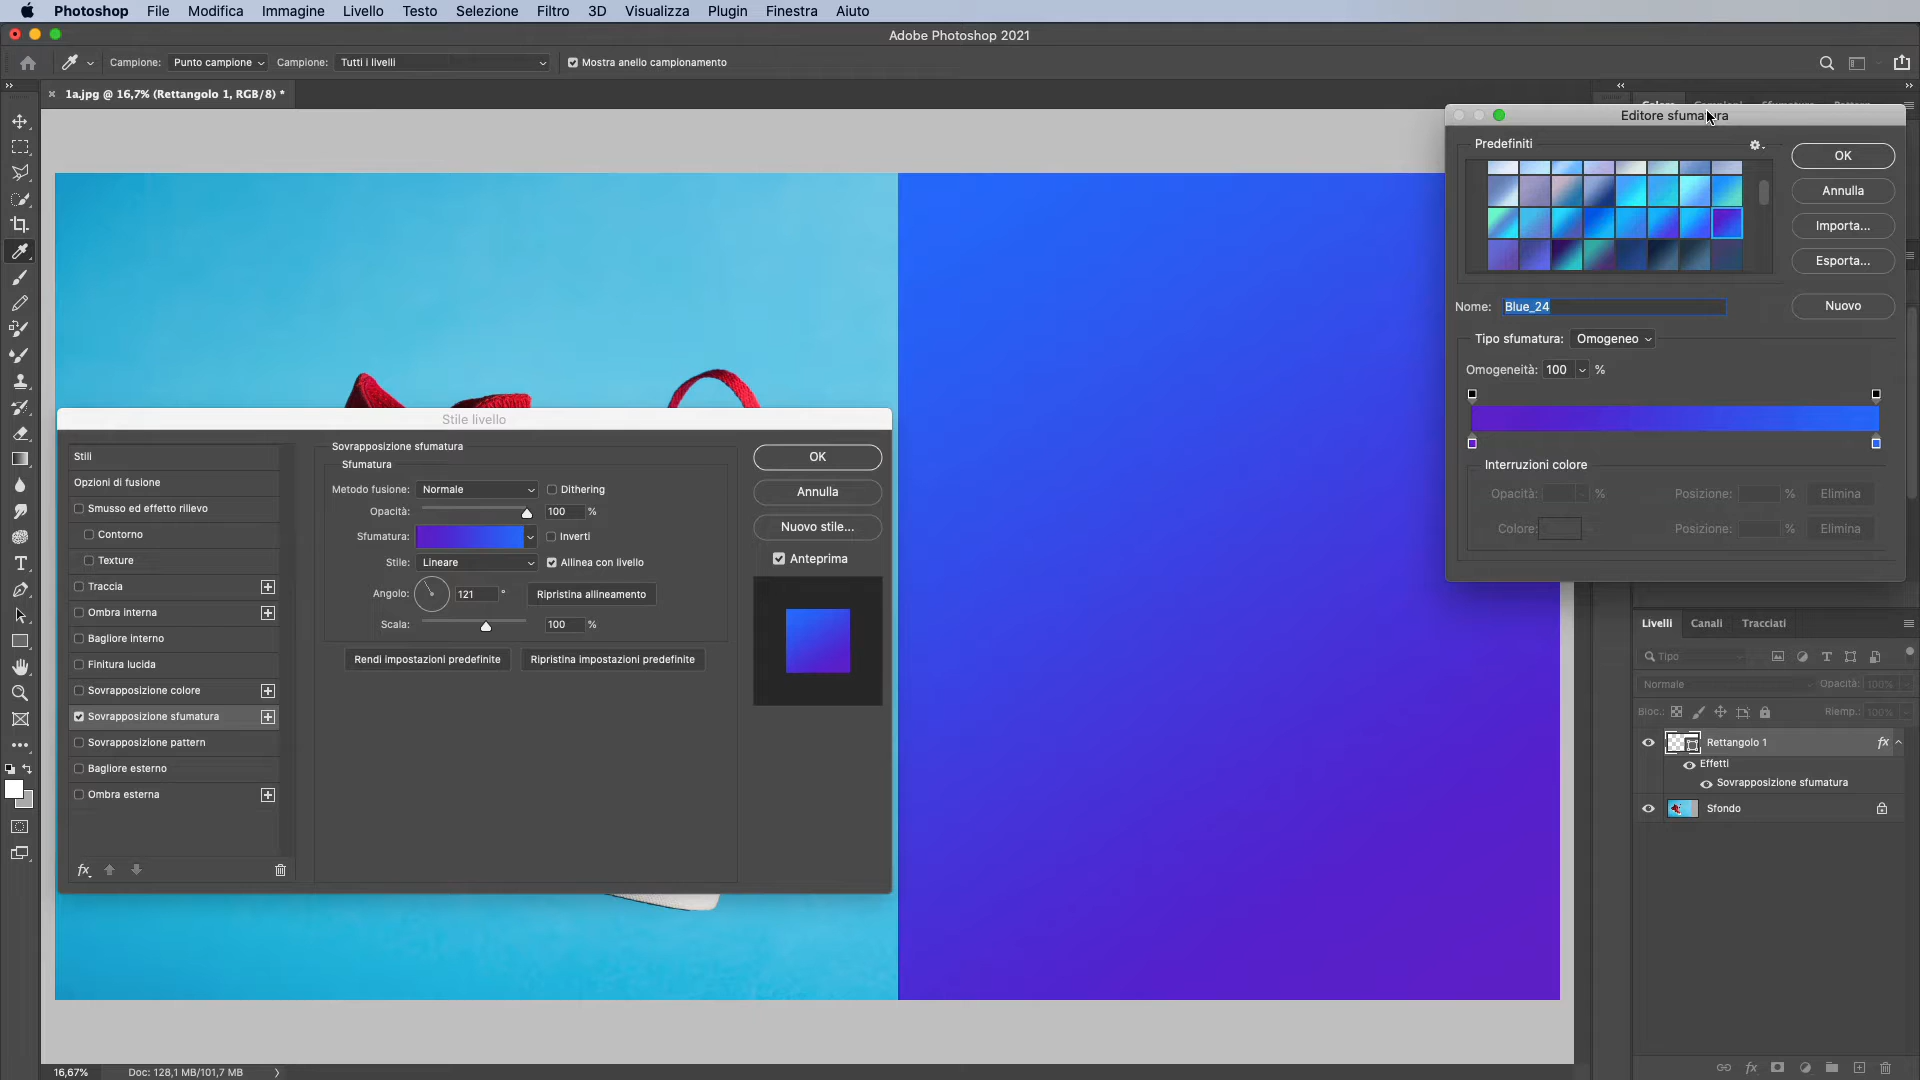 Photoshop File Modifica Immagine Livello Testo Selezione Filtro 3D Visualizza Plugin Finestra Aiuto
Adobe Photoshop 2021
Campione: Punto campione Campione: Tutti i livelli Mostra anello campionamento
1a.jpg @ 16,7% (Rettangolo 1, RGB/8) *
Editore sfumatura
Predefiniti
OK
Annulla
Importa...
Esporta...
Nome: Blue_24
Nuovo
Tipo sfumatura: Omogeneo
Omogeneità: 100 %
Interruzioni colore
Opacità: % Posizione: % Elimina
Colore: Posizione: % Elimina
Stile livello
Stili
Opzioni di fusione
Smusso ed effetto rilievo
Contorno
Texture
Traccia
Ombra interna
Bagliore interno
Finitura lucida
Sovrapposizione colore
Sovrapposizione sfumatura
Sovrapposizione pattern
Bagliore esterno
Ombra esterna
fx
Sovrapposizione sfumatura
Sfumatura
Metodo fusione: Normale Dithering
Opacità: 100 %
Sfumatura: Inverti
Stile: Lineare Allinea con livello
Angolo: 121 ° Ripristina allineamento
Scala: 100 %
Rendi impostazioni predefinite Ripristina impostazioni predefinite
OK
Annulla
Nuovo stile...
Anteprima
Livelli Canali Tracciati
Tipo
Normale Opacità: 100%
Bloc.: Riemp.: 100%
Rettangolo 1 fx
Effetti
Sovrapposizione sfumatura
Sfondo
fx
16,67% Doc: 128,1 MB/101,7 MB